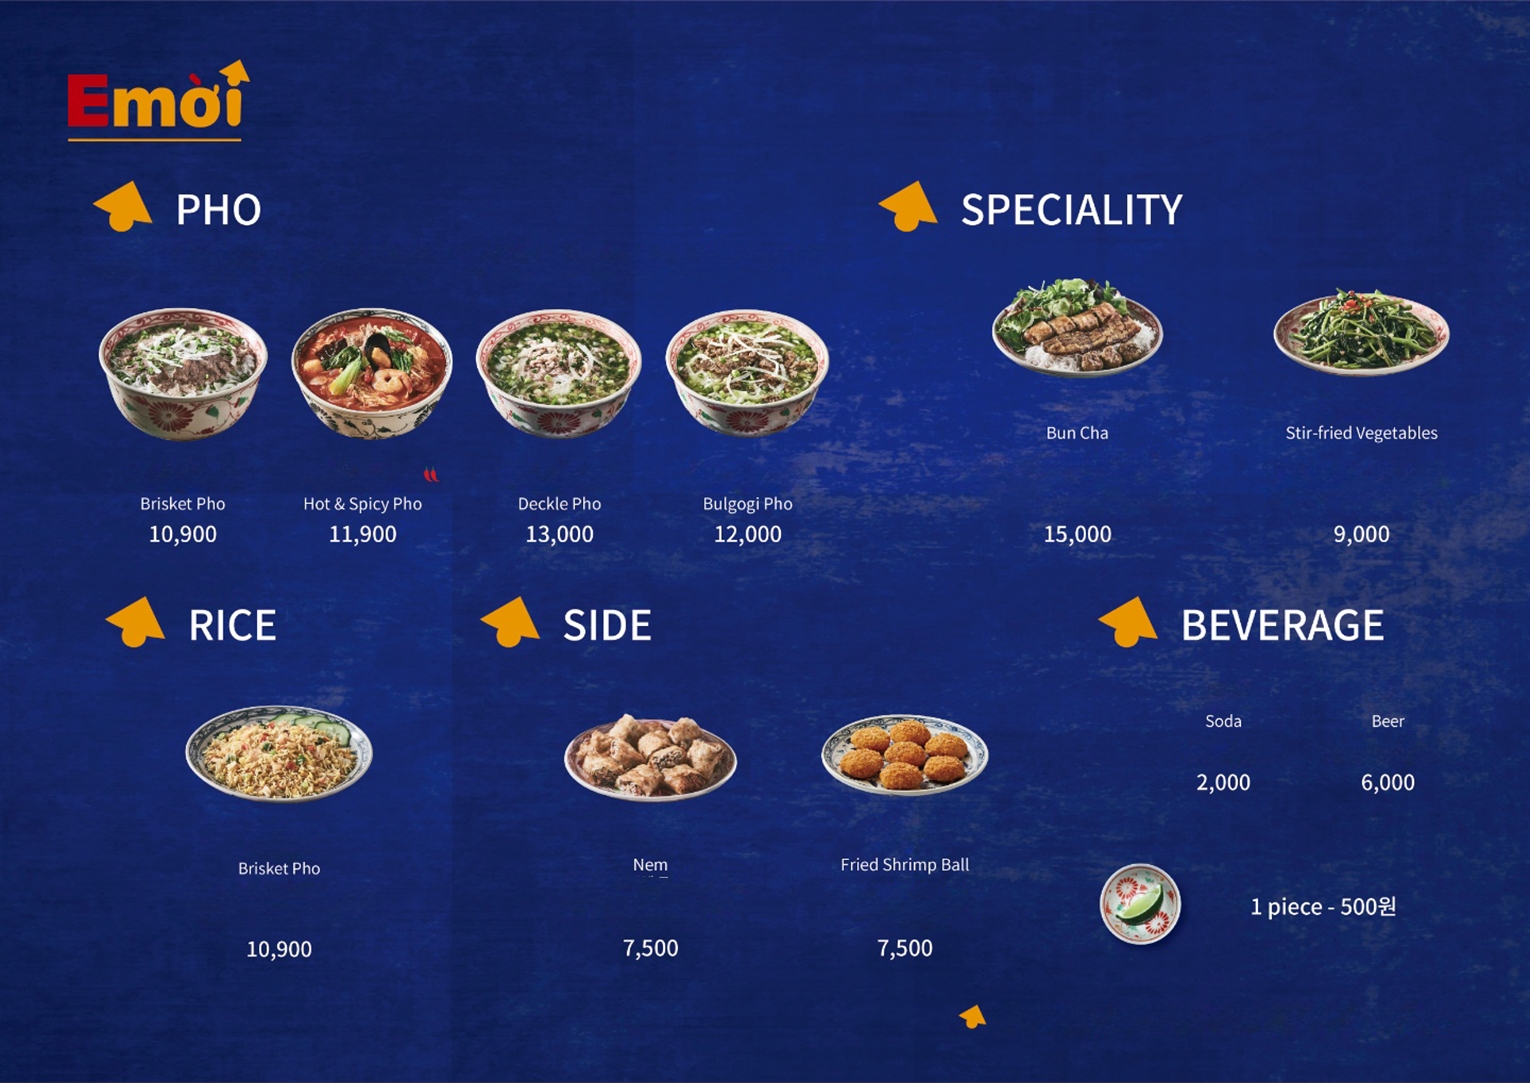 Emời
PHO
Brisket Pho
10,900
Hot & Spicy Pho
11,900
Deckle Pho
13,000
Bulgogi Pho
12,000
SPECIALITY
Bun Cha
15,000
Stir-fried Vegetables
9,000
RICE
Brisket Pho
10,900
SIDE
Nem
7,500
Fried Shrimp Ball
7,500
BEVERAGE
Soda
2,000
Beer
6,000
1 piece - 500원